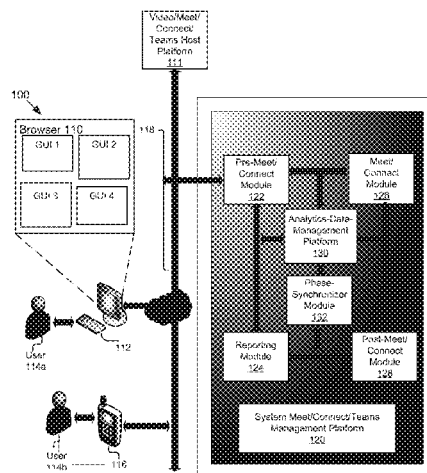 Video/Meet/
Connect/
Teams Host
Platform
111
100
Browser 110
GUI 1
GUI 2
GUI 3
GUI 4
118
Pre-Meet/
Connect
Module
122
Meet/
Connect
Module
126
Analytics-Data-
Management
Platform
130
Phase-
Synchronizer
Module
132
Reporting
Module
124
Post-Meet/
Connect
Module
128
System Meet/Connect/Teams
Management Platform
120
User
114a
112
User
114b
116